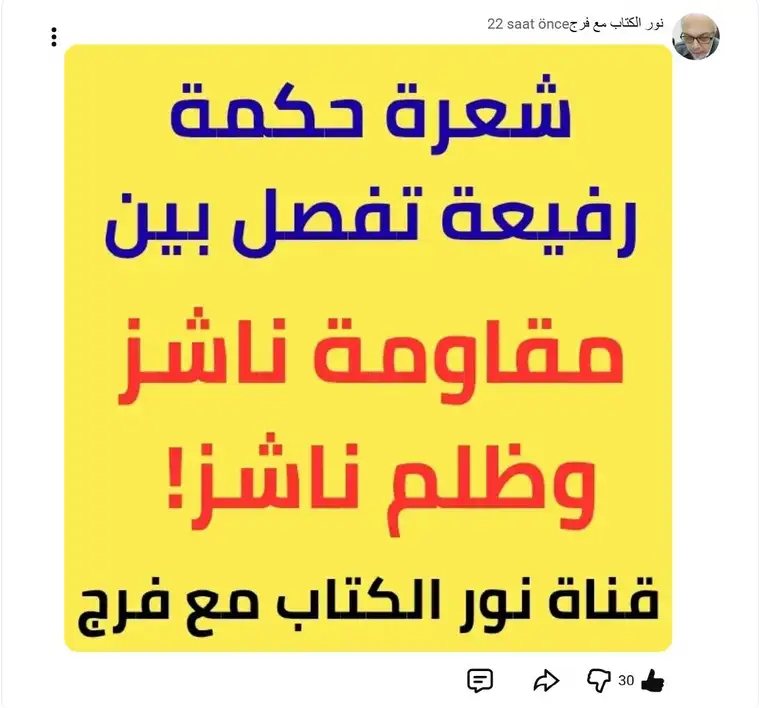 نور الكتاب مع فرج 22 saat önce
شعرة حكمة
رفيعة تفصل بين
مقاومة ناشز
وظلم ناشز!
قناة نور الكتاب مع فرج
30